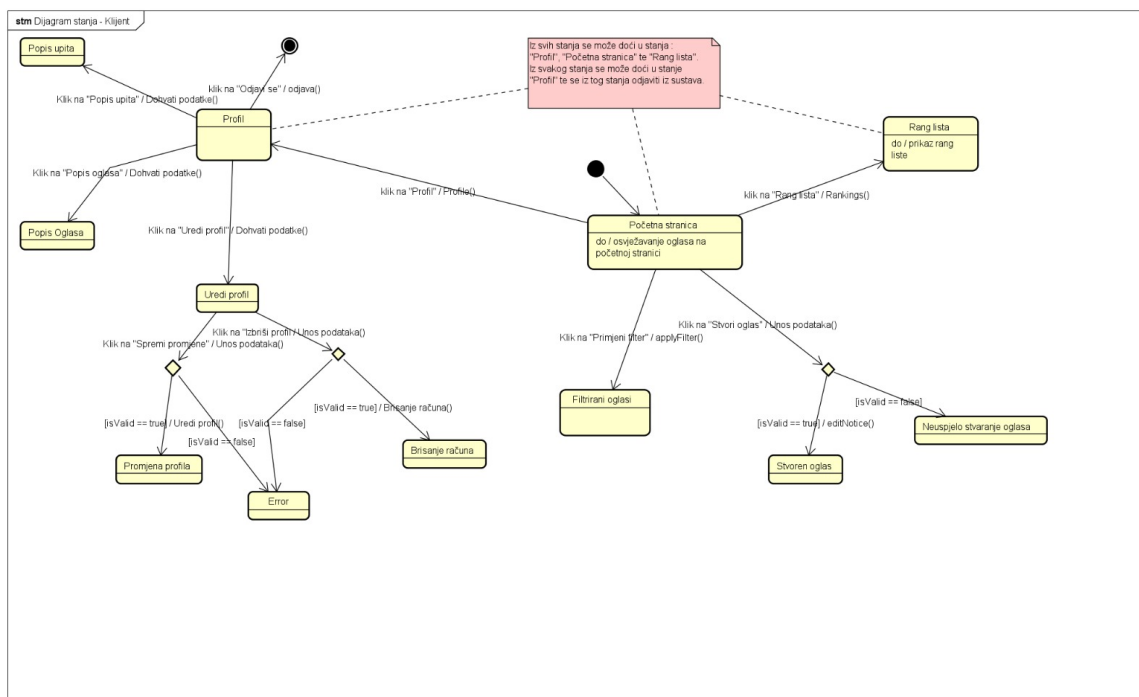 stm Dijagram stanja - Klijent
Popis upita
Iz svih stanja se može doći u stanja :
"Profil", "Početna stranica" te "Rang lista".
Iz svakog stanja se može doći u stanje
"Profil" te se iz tog stanja odjaviti iz sustava.
klik na "Odjavi se" / odjava()
Klik na "Popis upita" / Dohvati podatke()
Profil
Rang lista
do / prikaz rang
liste
Klik na "Popis oglasa" / Dohvati podatke()
klik na "Profil" / Profile()
klik na "Rang lista" / Rankings()
Popis Oglasa
Klik na "Uredi profil" / Dohvati podatke()
Početna stranica
do / osvježavanje oglasa na
početnoj stranici
Uredi profil
Klik na "Izbriši profil / Unos podataka()
Klik na "Spremi promjene" / Unos podataka()
Klik na "Primjeni filter" / applyFilter()
Klik na "Stvori oglas" / Unos podataka()
[isValid == true] / Brisanje računa()
[isValid == true] / Uredi profil()
[isValid == false]
[isValid == false]
Filtrirani oglasi
[isValid == false]
[isValid == true] / editNotice()
Neuspjelo stvaranje oglasa
Promjena profila
Brisanje računa
Stvoren oglas
Error